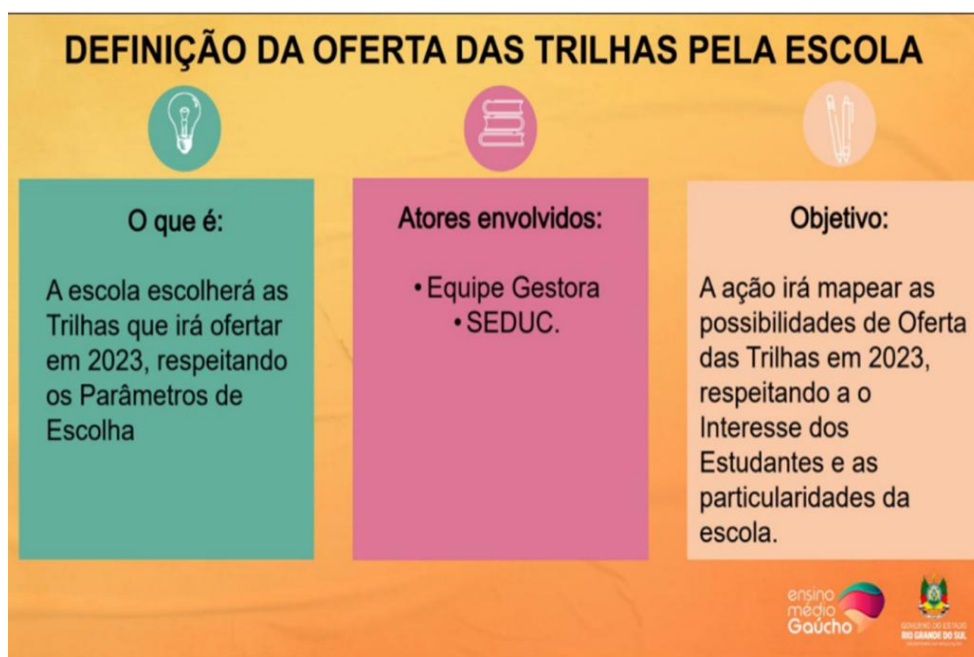 DEFINIÇÃO DA OFERTA DAS TRILHAS PELA ESCOLA
O que é:
A escola escolherá as
Trilhas que irá ofertar
em 2023, respeitando
os Parâmetros de
Escolha
Atores envolvidos:
• Equipe Gestora
• SEDUC.
Objetivo:
A ação irá mapear as
possibilidades de Oferta
das Trilhas em 2023,
respeitando a o
Interesse dos
Estudantes e as
particularidades da
escola.
ensino
médio
Gaúcho
GOVERNO DO ESTADO
RIO GRANDE DO SUL